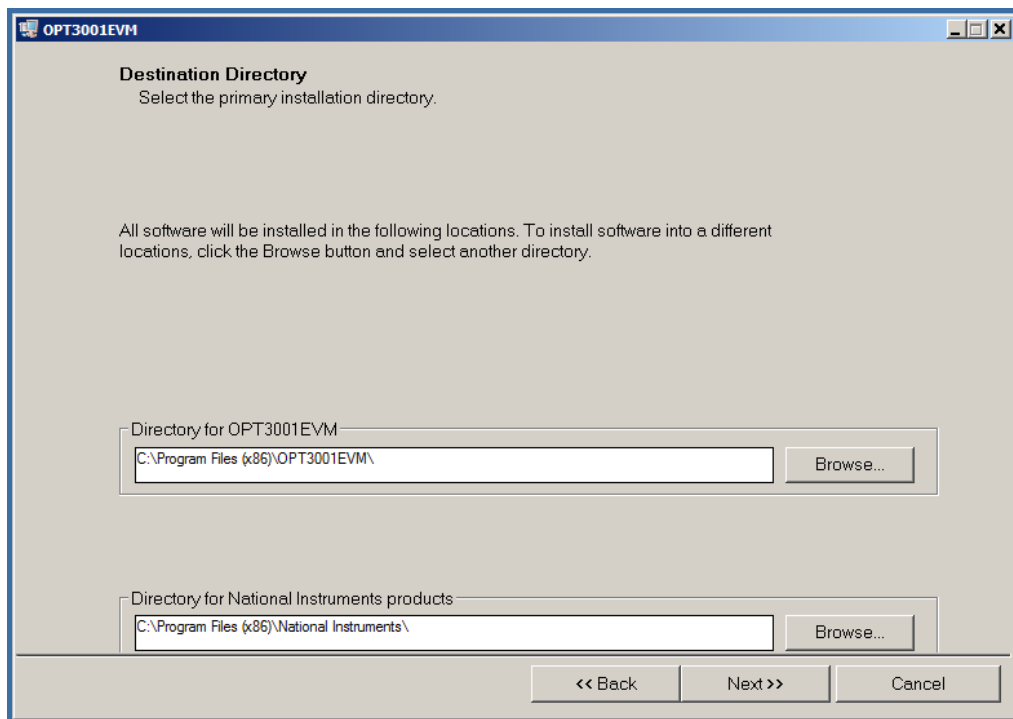 OPT3001EVM
Destination Directory
Select the primary installation directory.
All software will be installed in the following locations. To install software into a different
locations, click the Browse button and select another directory.
Directory for OPT3001EVM
C:\Program Files (x86)\OPT3001EVM\
Browse...
Directory for National Instruments products
C:\Program Files (x86)\National Instruments\
Browse...
<< Back
Next >>
Cancel